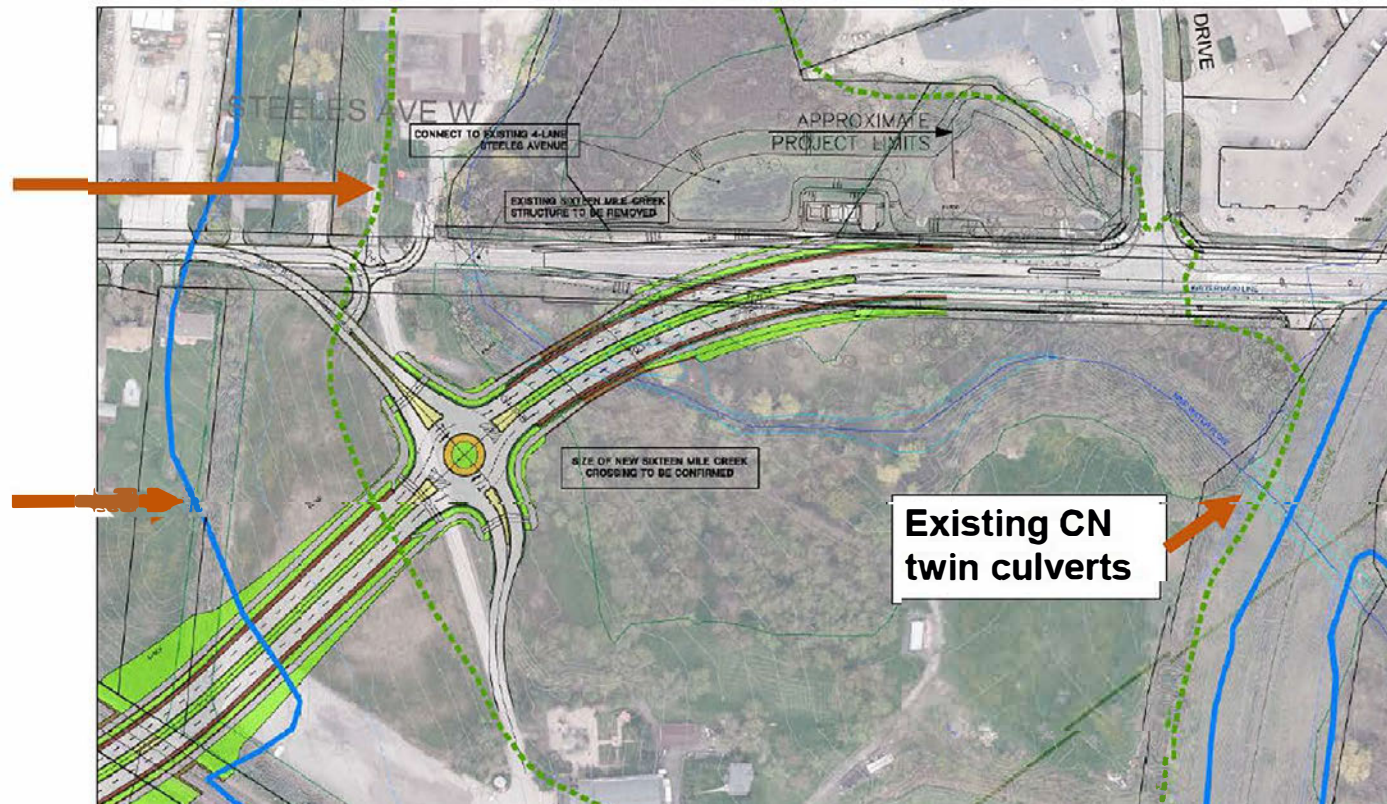 DRIVE
STEELES AVE W
CONNECT TO EXISTING 4-LANE
STEELES AVENUE
APPROXIMATE
PROJECT LIMITS
EXISTING SIXTEEN MILE CREEK
STRUCTURE TO BE REMOVED
SIZE OF NEW SIXTEEN MILE CREEK
CROSSING TO BE CONFIRMED
Existing CN
twin culverts